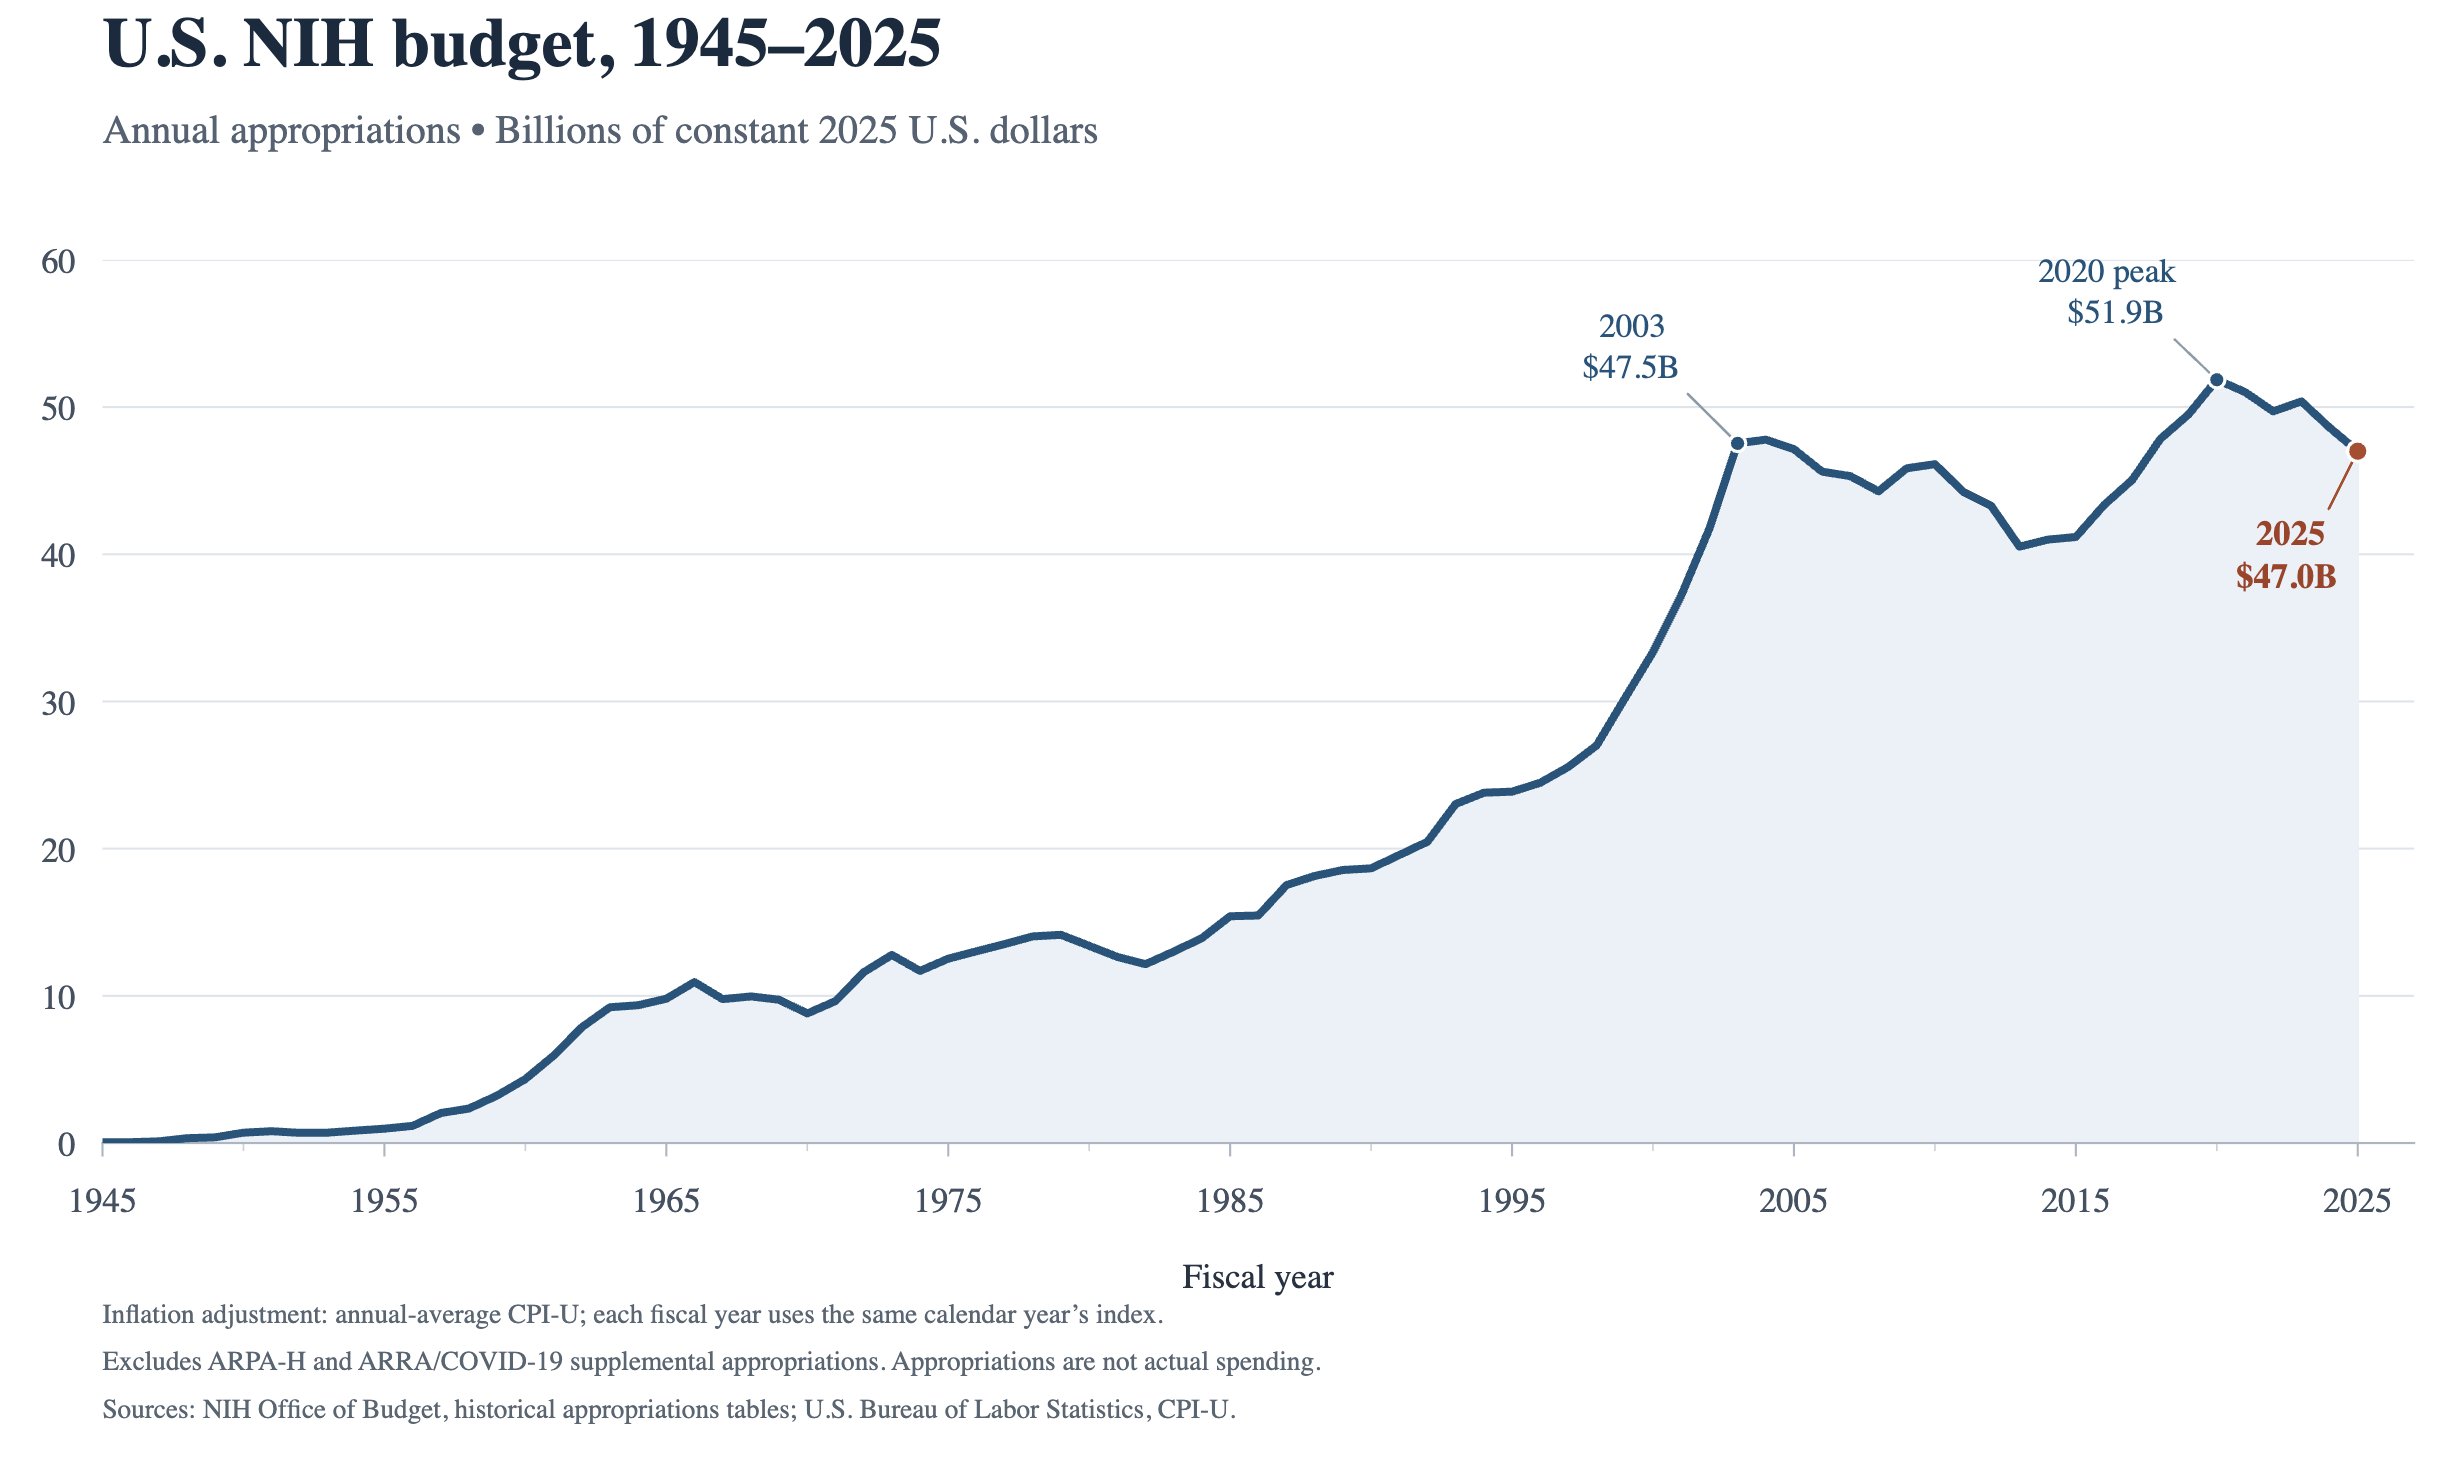 U.S. NIH budget, 1945–2025
Annual appropriations • Billions of constant 2025 U.S. dollars
60
50
40
30
20
10
0
2003
$47.5B
2020 peak
$51.9B
2025
$47.0B
1945
1955
1965
1975
1985
1995
2005
2015
2025
Fiscal year
Inflation adjustment: annual-average CPI-U; each fiscal year uses the same calendar year’s index.
Excludes ARPA-H and ARRA/COVID-19 supplemental appropriations. Appropriations are not actual spending.
Sources: NIH Office of Budget, historical appropriations tables; U.S. Bureau of Labor Statistics, CPI-U.